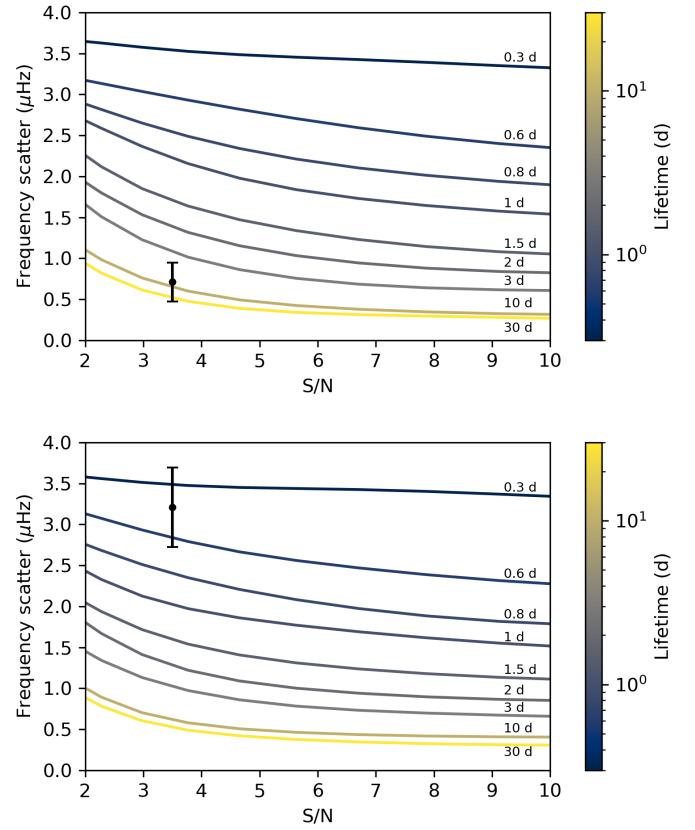 4.0
3.5
3.0
2.5
2.0
1.5
1.0
0.5
0.0
Frequency scatter (μHz)
0.3 d
0.6 d
0.8 d
1 d
1.5 d
2 d
3 d
10 d
30 d
2 3 4 5 6 7 8 9 10
S/N
10¹
10⁰
Lifetime (d)
4.0
3.5
3.0
2.5
2.0
1.5
1.0
0.5
0.0
Frequency scatter (μHz)
0.3 d
0.6 d
0.8 d
1 d
1.5 d
2 d
3 d
10 d
30 d
2 3 4 5 6 7 8 9 10
S/N
10¹
10⁰
Lifetime (d)